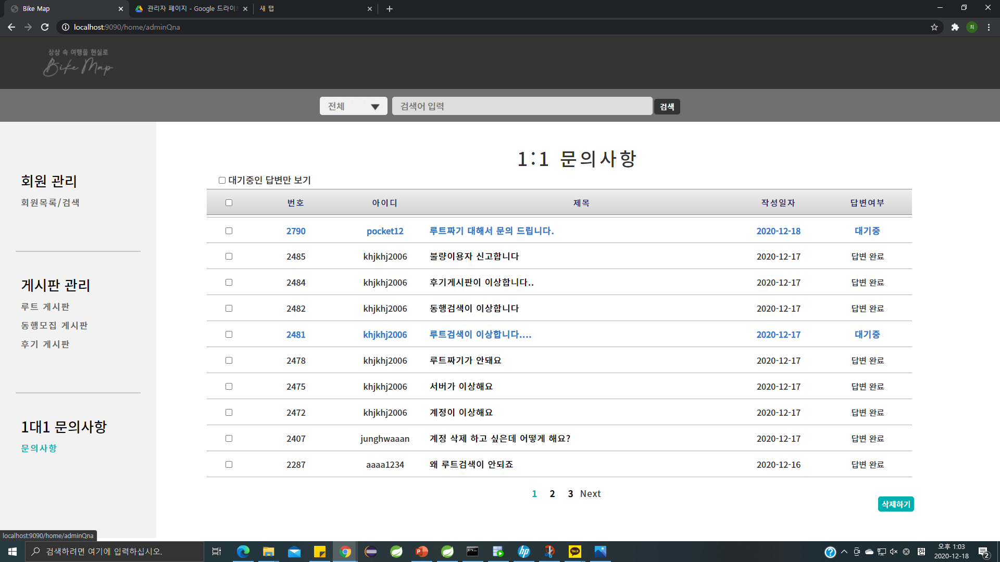 Bike Map
관리자 페이지 - Google 드라이브
새 탭
localhost:9090/home/adminQna
최
상상 속 여행을 현실로
Bike Map
전체
검색어 입력
검색
회원 관리
회원목록/검색
게시판 관리
루트 게시판
동행모집 게시판
후기 게시판
1대1 문의사항
문의사항
1:1 문의사항
대기중인 답변만 보기
번호 아이디 제목 작성일자 답변여부
2790 pocket12 루트짜기 대해서 문의 드립니다. 2020-12-18 대기중
2485 khjkhj2006 불량이용자 신고합니다 2020-12-17 답변 완료
2484 khjkhj2006 후기게시판이 이상합니다.. 2020-12-17 답변 완료
2482 khjkhj2006 동행검색이 이상합니다 2020-12-17 답변 완료
2481 khjkhj2006 루트검색이 이상합니다.... 2020-12-17 대기중
2478 khjkhj2006 루트짜기가 안돼요 2020-12-17 답변 완료
2475 khjkhj2006 서버가 이상해요 2020-12-17 답변 완료
2472 khjkhj2006 계정이 이상해요 2020-12-17 답변 완료
2407 junghwaaan 계정 삭제 하고 싶은데 어떻게 해요? 2020-12-17 답변 완료
2287 aaaa1234 왜 루트검색이 안되죠 2020-12-16 답변 완료
1 2 3 Next
삭제하기
localhost:9090/home/adminQna
검색하려면 여기에 입력하십시오.
P
hp
TALK
?
한
오후 1:03
2020-12-18
2